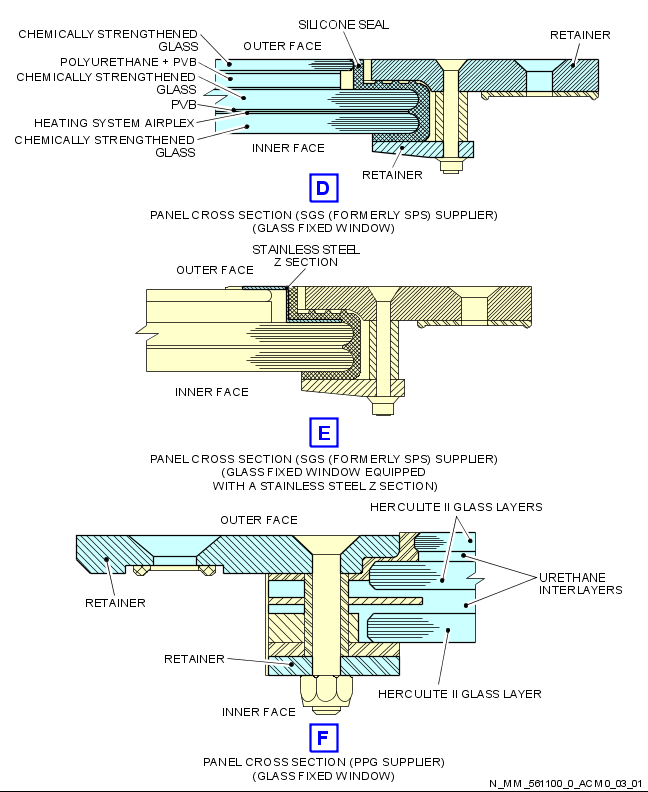 SILICONE SEAL
CHEMICALLY STRENGTHENED
GLASS
OUTER FACE
RETAINER
POLYURETHANE + PVB
CHEMICALLY STRENGTHENED
GLASS
PVB
HEATING SYSTEM AIRPLEX
CHEMICALLY STRENGTHENED
GLASS
INNER FACE
RETAINER
D
PANEL CROSS SECTION (SGS (FORMERLY SPS) SUPPLIER)
(GLASS FIXED WINDOW)
STAINLESS STEEL
Z SECTION
OUTER FACE
INNER FACE
E
PANEL CROSS SECTION (SGS (FORMERLY SPS) SUPPLIER)
(GLASS FIXED WINDOW EQUIPPED
WITH A STAINLESS STEEL Z SECTION)
HERCULITE II GLASS LAYERS
OUTER FACE
URETHANE
INTERLAYERS
RETAINER
RETAINER
HERCULITE II GLASS LAYER
INNER FACE
F
PANEL CROSS SECTION (PPG SUPPLIER)
(GLASS FIXED WINDOW)
N_MM_561100_0_ACM0_03_01